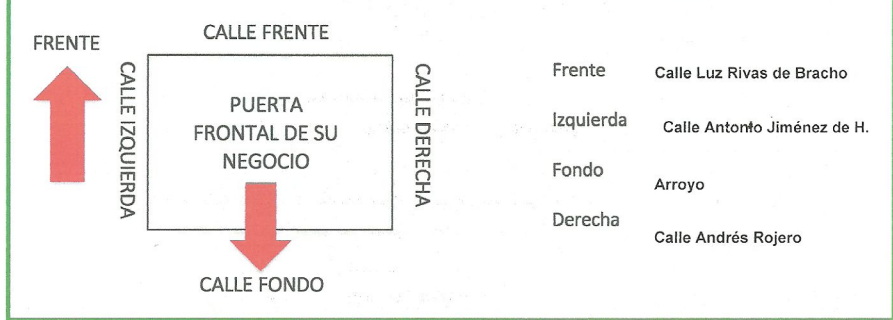 FRENTE
CALLE FRENTE
CALLE IZQUIERDA
PUERTA
FRONTAL DE SU
NEGOCIO
CALLE DERECHA
CALLE FONDO
Frente Calle Luz Rivas de Bracho
Izquierda Calle Antonio Jiménez de H.
Fondo Arroyo
Derecha Calle Andrés Rojero